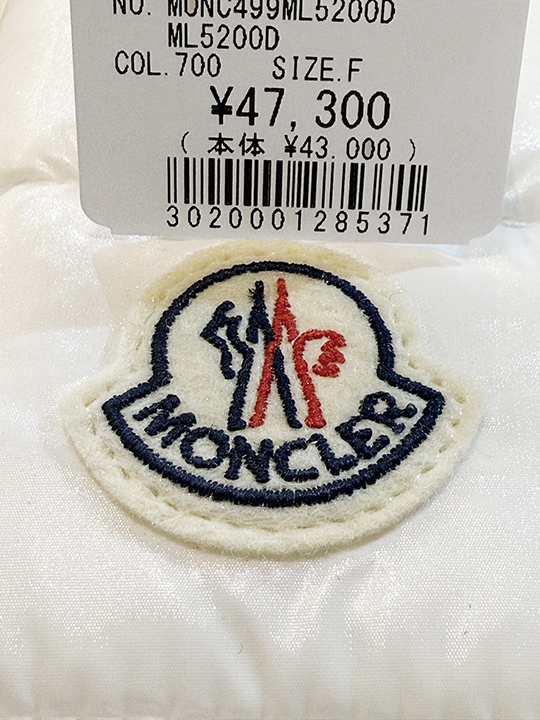 NO. MONC499ML5200D
ML5200D
COL.700 SIZE.F
¥47,300
( 本体 ¥43.000 )
3020001285371
MONCLER